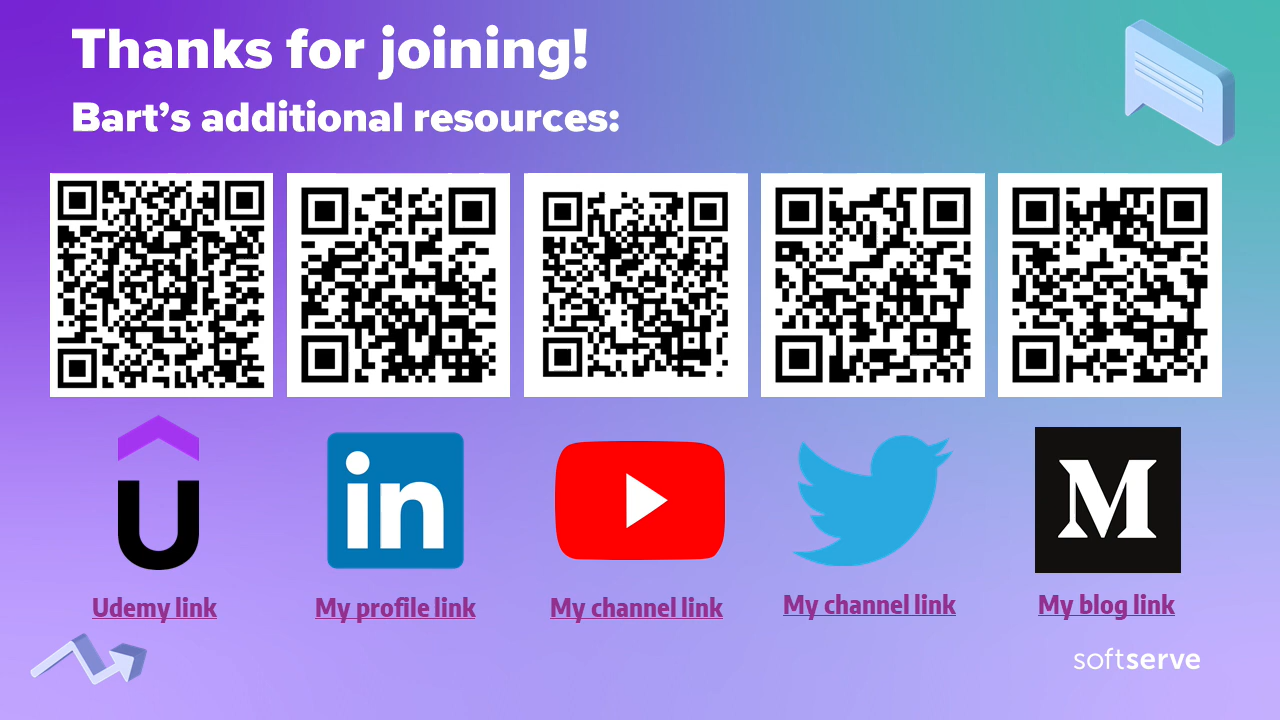 Thanks for joining!
Bart’s additional resources:
in
M
Udemy link
My profile link
My channel link
My channel link
My blog link
softserve